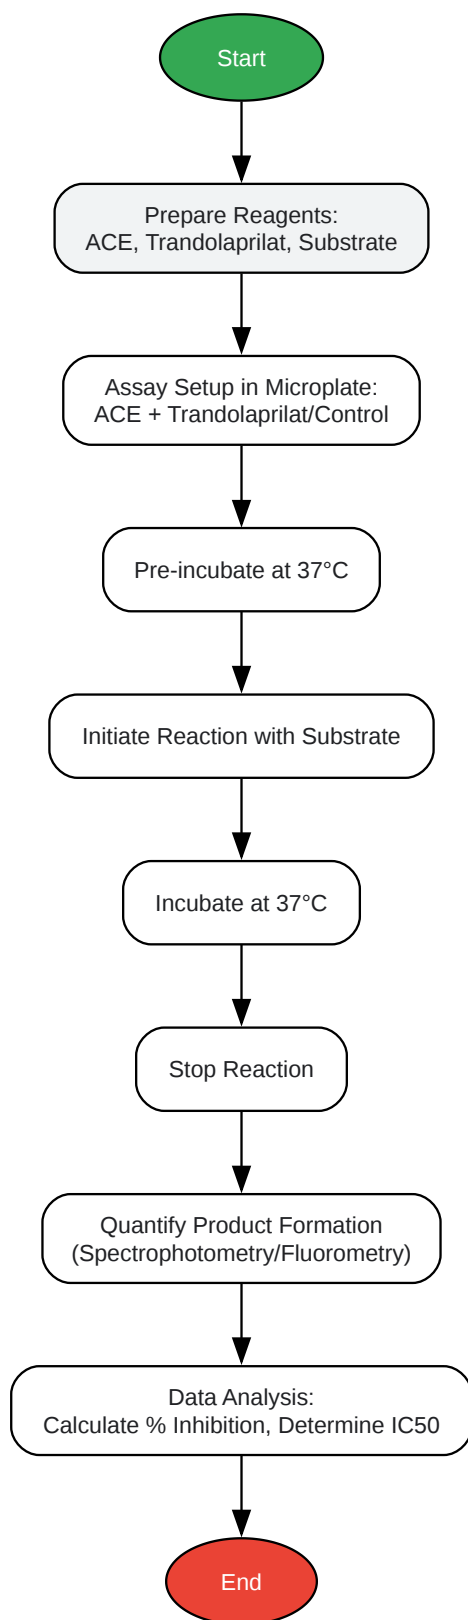 Start
Prepare Reagents:
ACE, Trandolaprilat, Substrate
Assay Setup in Microplate:
ACE + Trandolaprilat/Control
Pre-incubate at 37°C
Initiate Reaction with Substrate
Incubate at 37°C
Stop Reaction
Quantify Product Formation
(Spectrophotometry/Fluorometry)
Data Analysis:
Calculate % Inhibition, Determine IC50
End